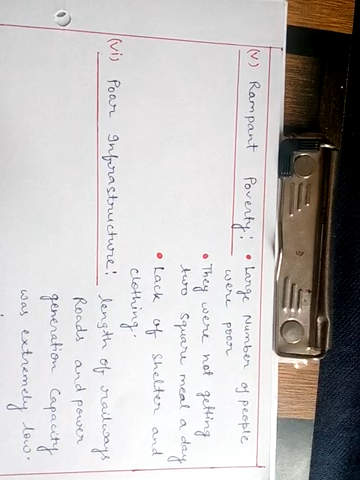 (v) Rampant Poverty: • Large Number of people
were poor
• They were not getting
two square meal a day
• Lack of shelter and
clothing.
(vi) Poor Infrastructure: length of railways
Roads and power
generation capacity
was extremely low.